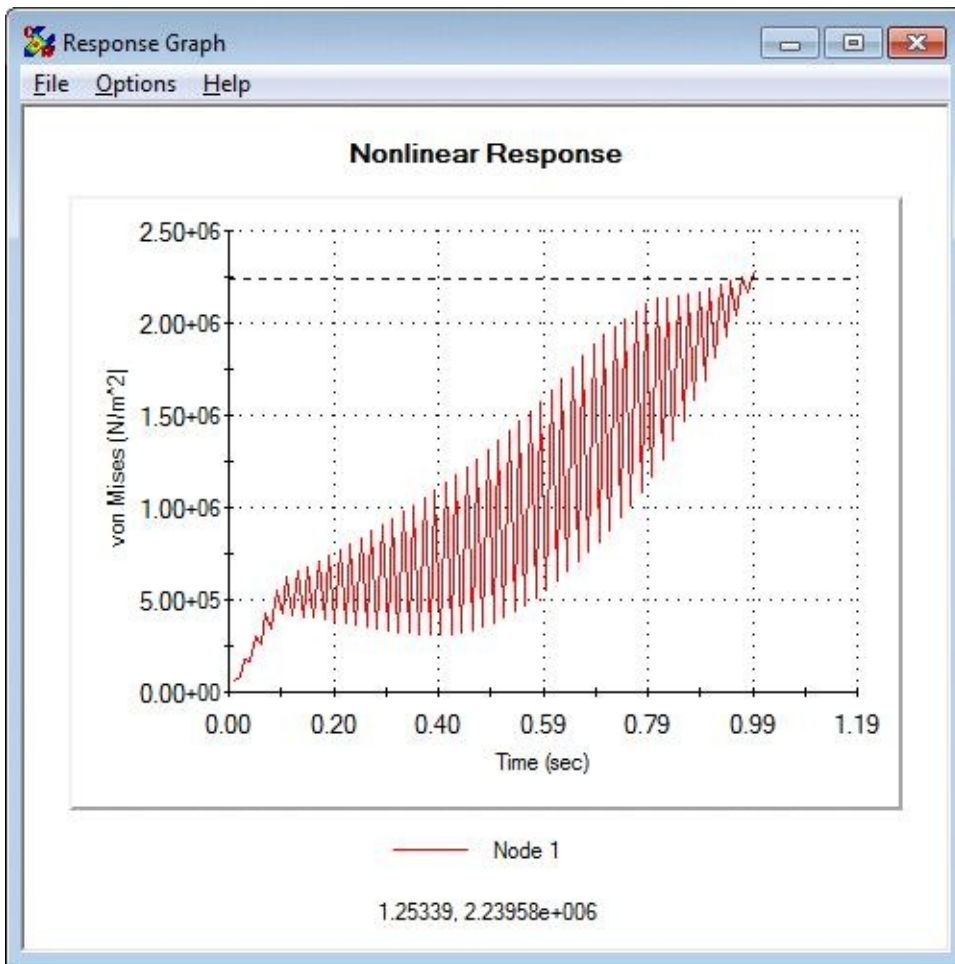 Response Graph
File Options Help
Nonlinear Response
2.50+06
2.00+06
1.50+06
1.00+06
5.00+05
0.00+00
von Mises (N/m^2)
0.00 0.20 0.40 0.59 0.79 0.99 1.19
Time (sec)
Node 1
1.25339, 2.23958e+006